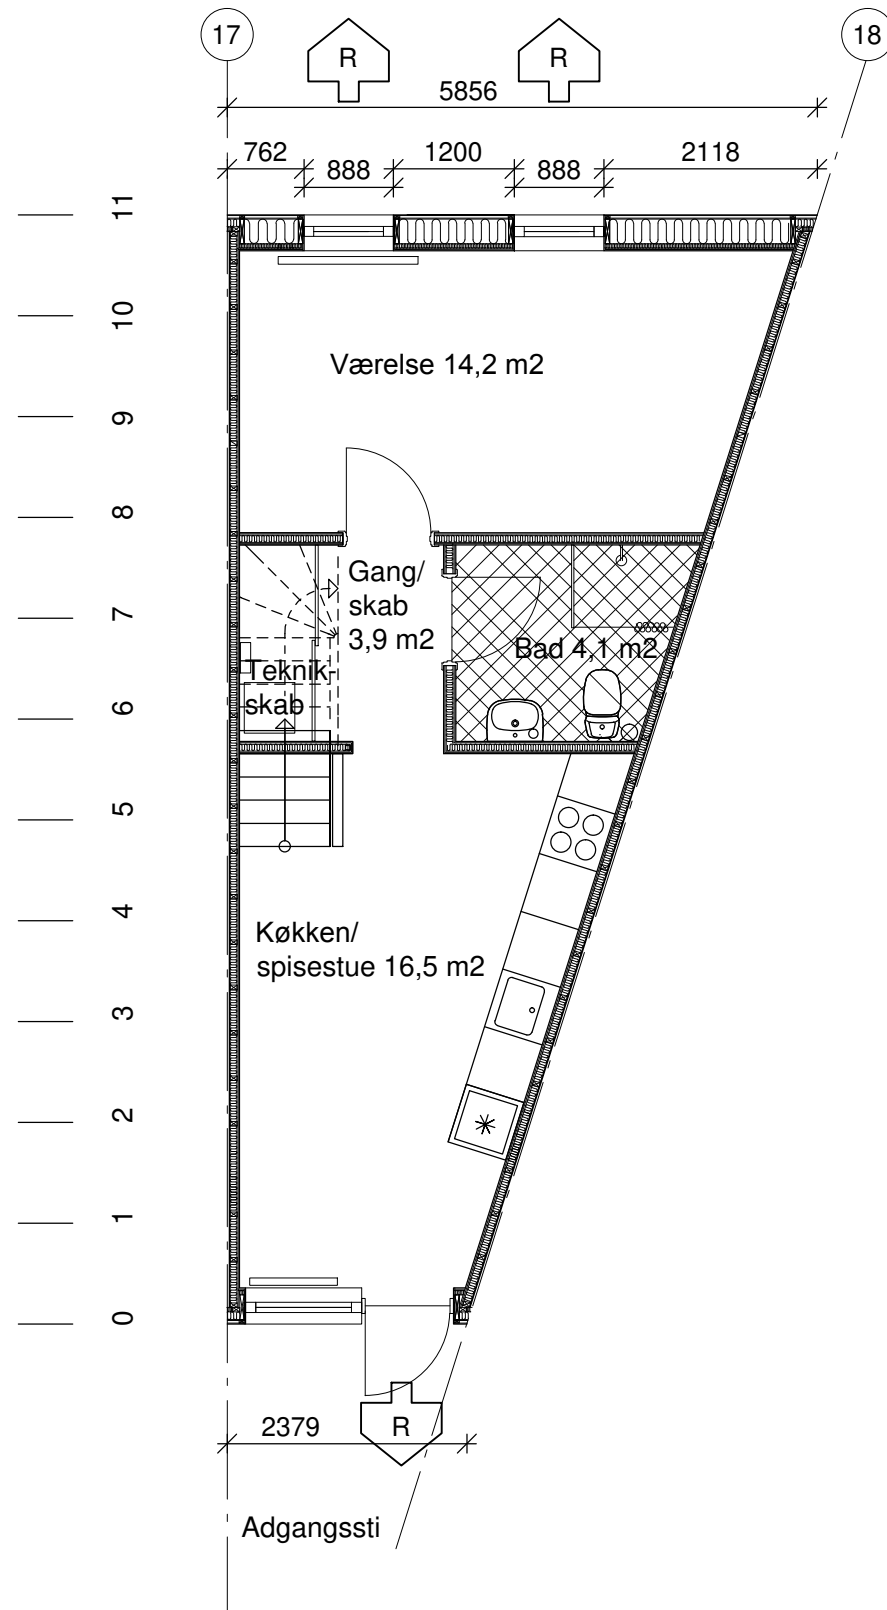 17
18
R
R
5856
762
888
1200
888
2118
11
10
9
8
7
6
5
4
3
2
1
0
Værelse 14,2 m2
Gang/
skab
3,9 m2
Bad 4,1 m2
Teknik-
skab
Køkken/
spisestue 16,5 m2
2379
R
Adgangssti